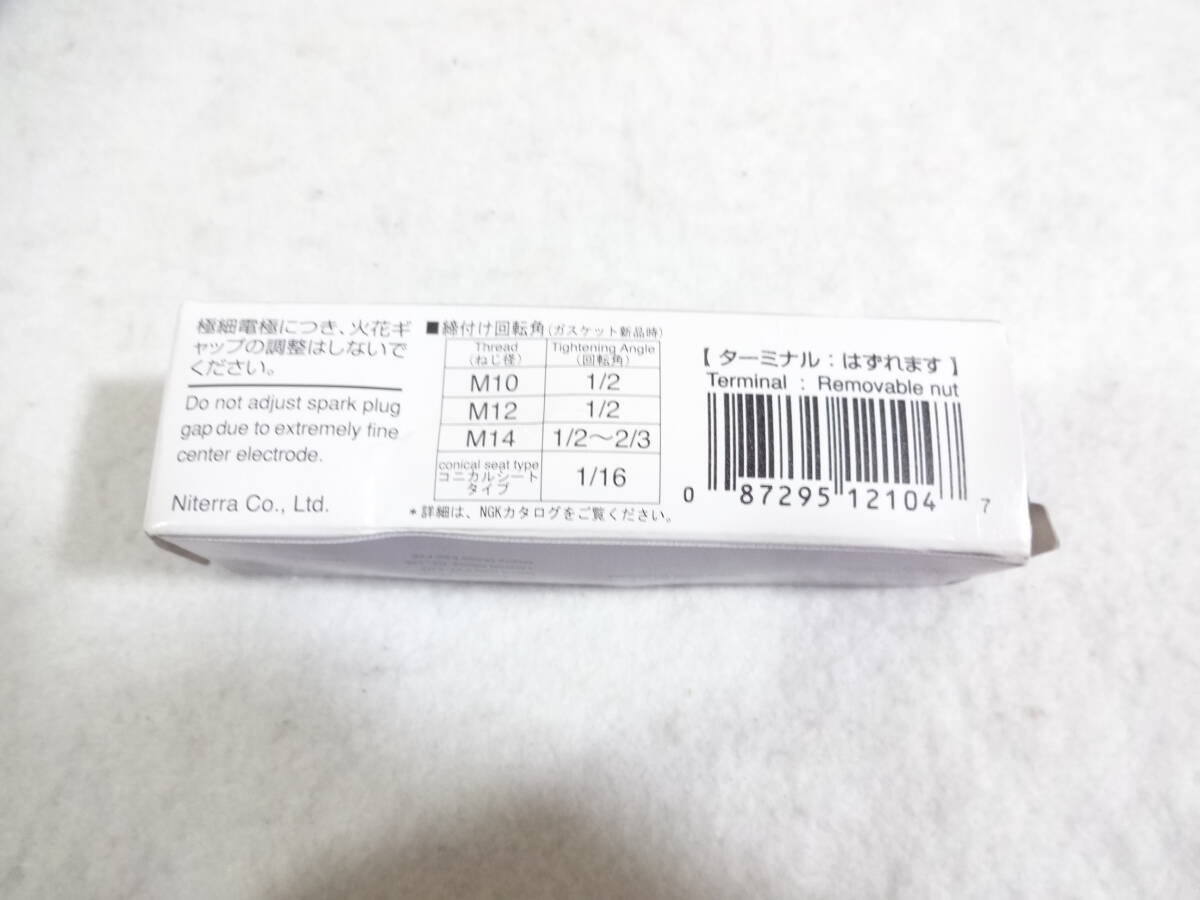 極細電極につき、火花ギ
ャップの調整はしないで
ください。
Do not adjust spark plug
gap due to extremely fine
center electrode.
Niterra Co., Ltd.
■締付け回転角(ガスケット新品時)
Thread Tightening Angle
(ねじ径) (回転角)
M10 1/2
M12 1/2
M14 1/2〜2/3
conical seat type
コニカルシート
タイプ 1/16
*詳細は、NGKカタログをご覧ください。
【ターミナル:はずれます】
Terminal : Removable nut
0 87295 12104 7